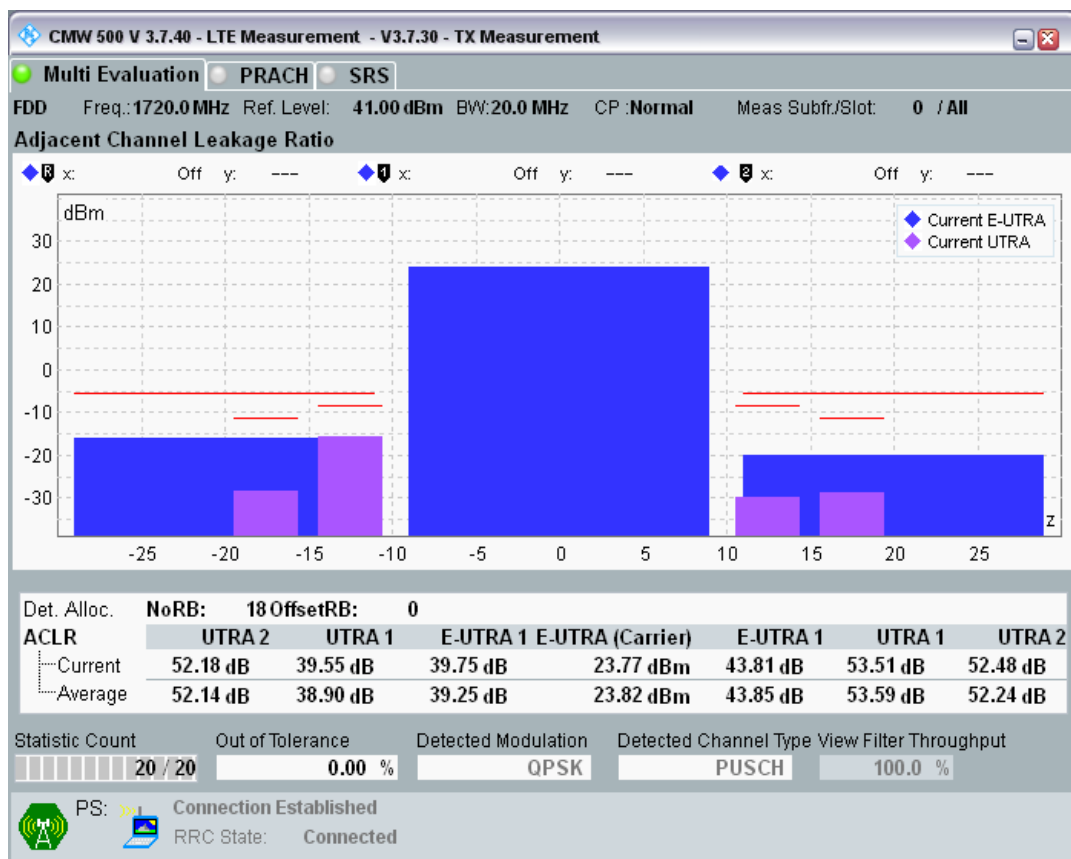 CMW 500 V 3.7.40 - LTE Measurement - V3.7.30 - TX Measurement
Multi Evaluation PRACH SRS
FDD Freq.:1720.0 MHz Ref. Level: 41.00 dBm BW:20.0 MHz CP :Normal Meas Subfr./Slot: 0 / All
Adjacent Channel Leakage Ratio
R x: Off y: --- 1 x: Off y: --- 2 x: Off y: ---
dBm
Current E-UTRA
Current UTRA
30
20
10
0
-10
-20
-30
z
-25 -20 -15 -10 -5 0 5 10 15 20 25
Det. Alloc. NoRB: 18 OffsetRB: 0
ACLR UTRA 2 UTRA 1 E-UTRA 1 E-UTRA (Carrier) E-UTRA 1 UTRA 1 UTRA 2
Current 52.18 dB 39.55 dB 39.75 dB 23.77 dBm 43.81 dB 53.51 dB 52.48 dB
Average 52.14 dB 38.90 dB 39.25 dB 23.82 dBm 43.85 dB 53.59 dB 52.24 dB
Statistic Count Out of Tolerance Detected Modulation Detected Channel Type View Filter Throughput
20 / 20 0.00 % QPSK PUSCH 100.0 %
PS: Connection Established
RRC State: Connected